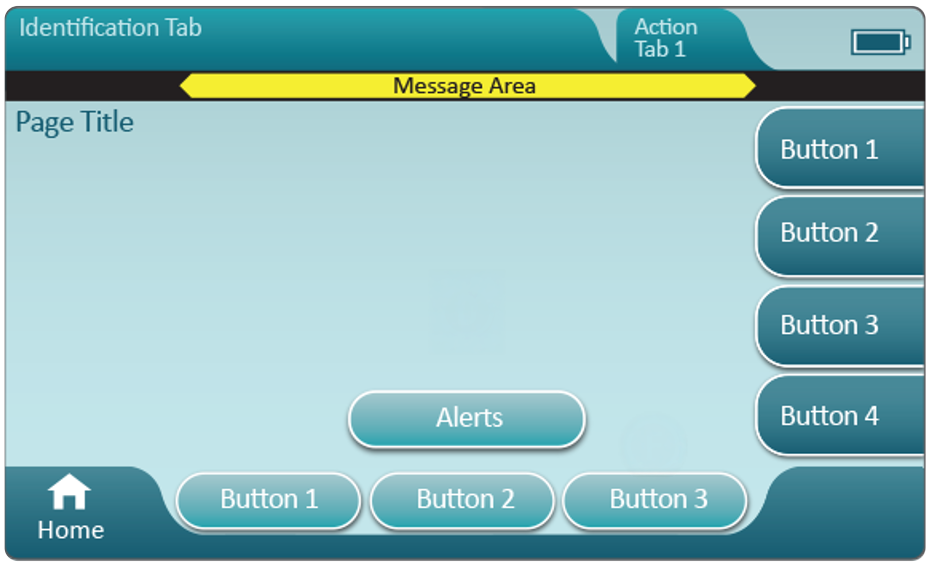 Identification Tab
Action
Tab 1
Message Area
Page Title
Button 1
Button 2
Button 3
Button 4
Alerts
Button 1
Button 2
Button 3
Home